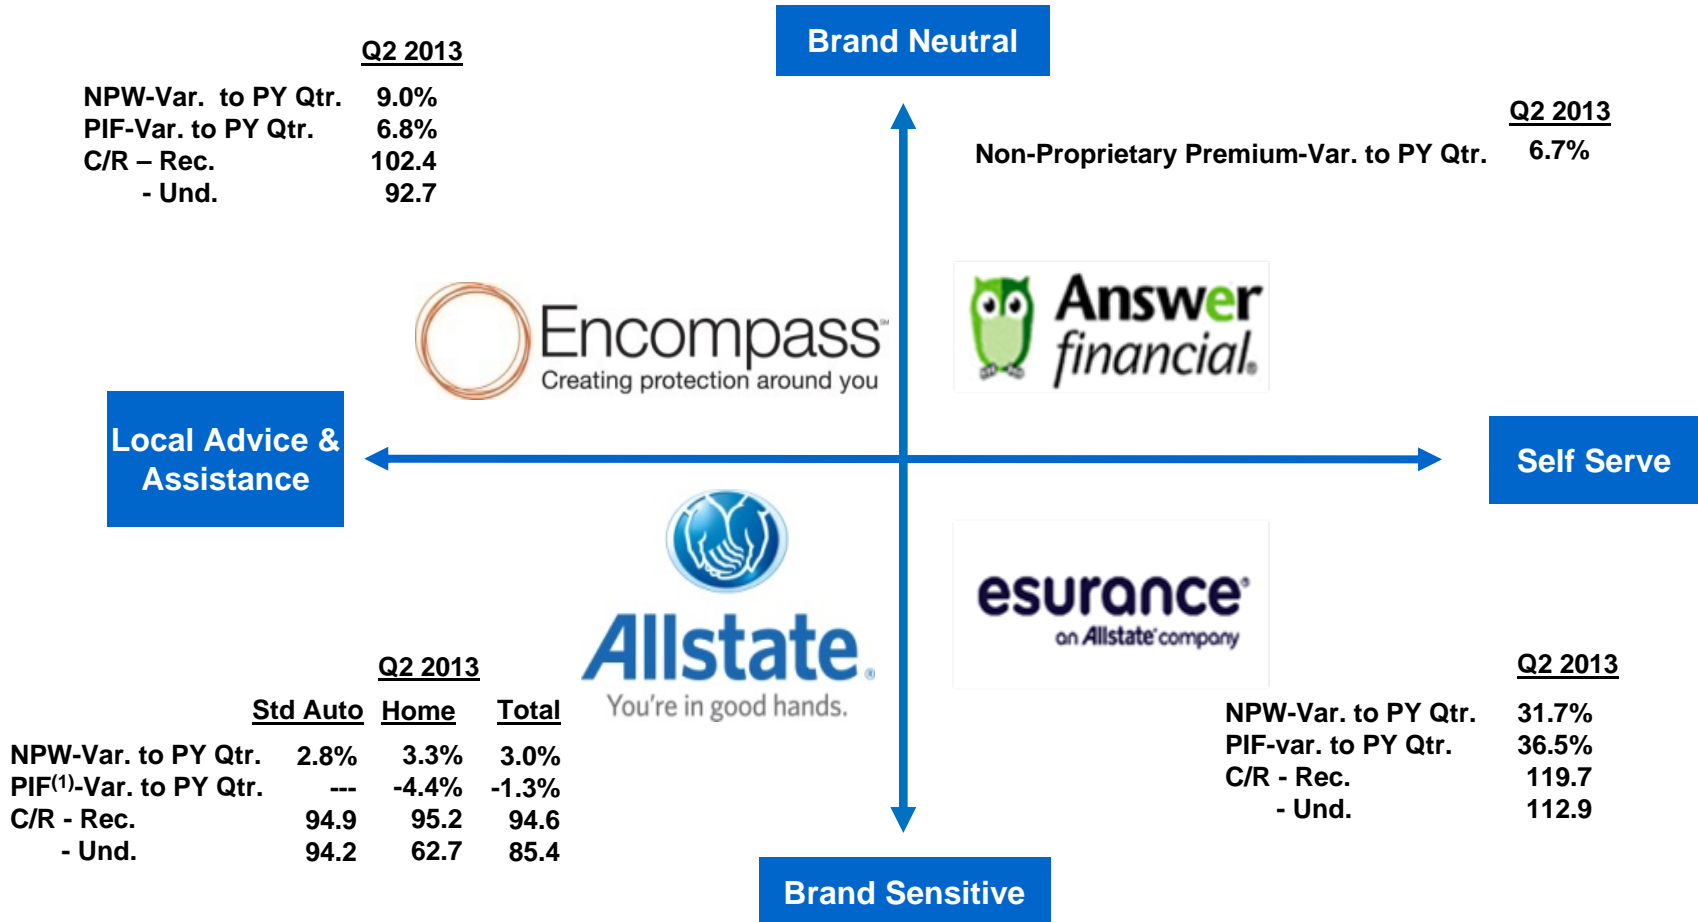 Brand Neutral
Q2 2013
NPW-Var. to PY Qtr. 9.0%
PIF-Var. to PY Qtr. 6.8%
C/R – Rec. 102.4
- Und. 92.7
Q2 2013
Non-Proprietary Premium-Var. to PY Qtr. 6.7%
Encompass℠
Creating protection around you
Answer
financial®
Local Advice &
Assistance
Self Serve
Allstate®
You're in good hands.
esurance®
an Allstate® company
Q2 2013
Std Auto Home Total
NPW-Var. to PY Qtr. 2.8% 3.3% 3.0%
PIF(1)-Var. to PY Qtr. --- -4.4% -1.3%
C/R - Rec. 94.9 95.2 94.6
- Und. 94.2 62.7 85.4
Q2 2013
NPW-Var. to PY Qtr. 31.7%
PIF-var. to PY Qtr. 36.5%
C/R - Rec. 119.7
- Und. 112.9
Brand Sensitive